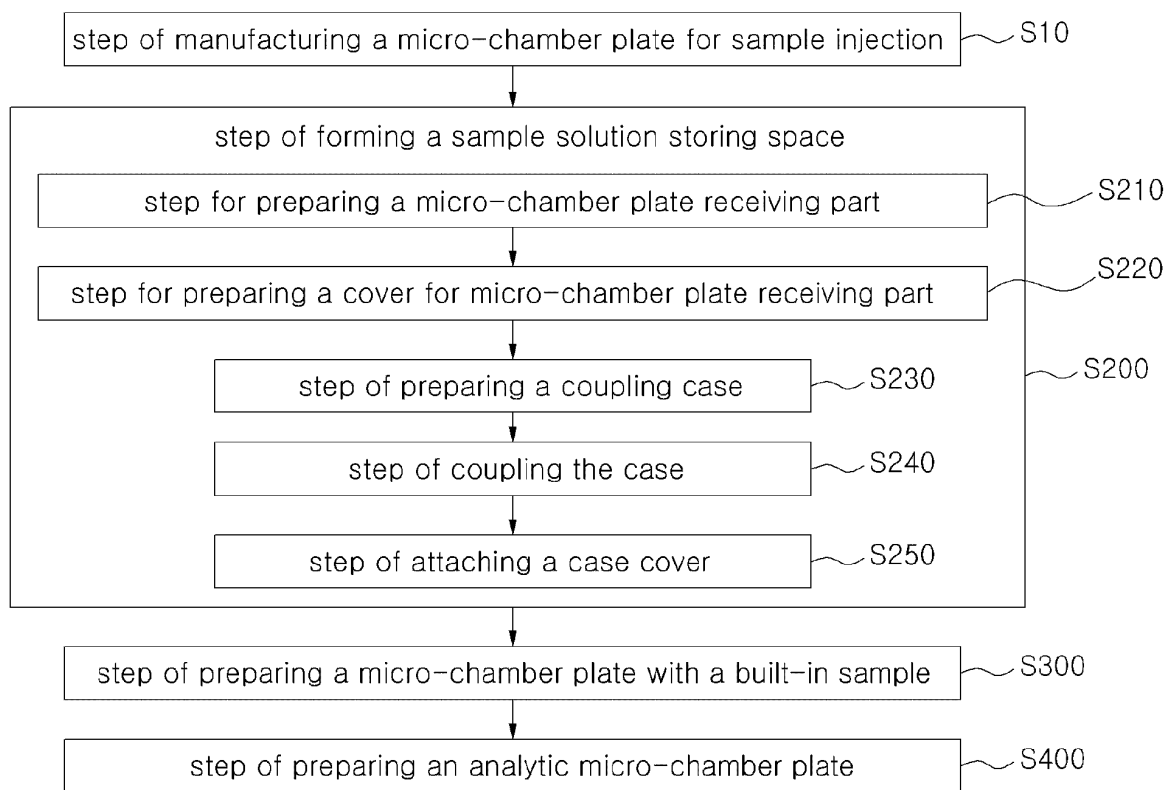 step of manufacturing a micro-chamber plate for sample injection
S10
step of forming a sample solution storing space
step for preparing a micro-chamber plate receiving part
S210
step for preparing a cover for micro-chamber plate receiving part
S220
step of preparing a coupling case
S230
S200
step of coupling the case
S240
step of attaching a case cover
S250
step of preparing a micro-chamber plate with a built-in sample
S300
step of preparing an analytic micro-chamber plate
S400